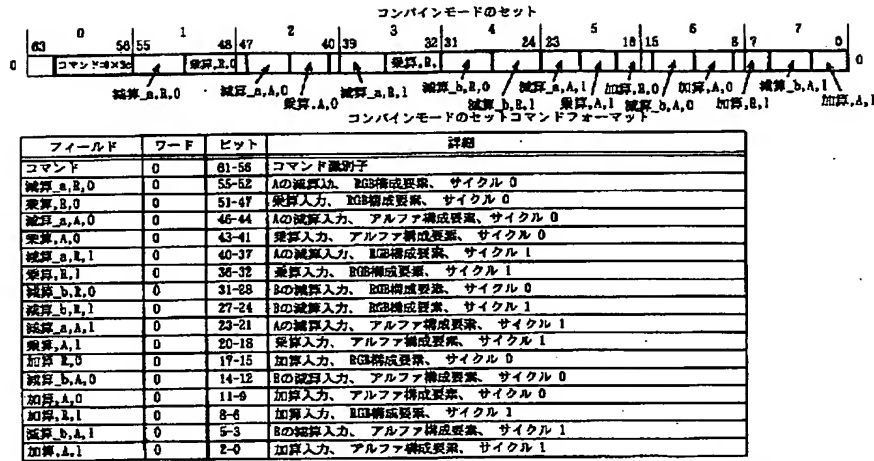 コンバインモードのセット
0 1 2 3 4 5 6 7
63 56 55 48 47 40 39 32 31 24 23 16 15 8 7 0
0 コマンド=0×3c 乗算,R,0 乗算,R, 0
減算_a,R,0 減算_a,A,0 減算_a,R,1 減算_b,R,0 減算_a,A,1 加算,R,0 加算,A,0 減算_b,A,1
乗算,A,0 減算_b,R,1 乗算,A,1 減算_b,A,0 加算,R,1 加算,A,1
コンバインモードのセットコマンドフォーマット
フィールド ワード ビット 詳細
コマンド 0 61-56 コマンド識別子
減算_a,R,0 0 55-52 Aの減算入力、 RGB構成要素、 サイクル 0
乗算,R,0 0 51-47 乗算入力、 RGB構成要素、 サイクル 0
減算_a,A,0 0 46-44 Aの減算入力、 アルファ構成要素、 サイクル 0
乗算,A,0 0 43-41 乗算入力、 アルファ構成要素、 サイクル 0
減算_a,R,1 0 40-37 Aの減算入力、 RGB構成要素、 サイクル 1
乗算,R,1 0 36-32 乗算入力、 RGB構成要素、 サイクル 1
減算_b,R,0 0 31-28 Bの減算入力、 RGB構成要素、 サイクル 0
減算_b,R,1 0 27-24 Bの減算入力、 RGB構成要素、 サイクル 1
減算_a,A,1 0 23-21 Aの減算入力、 アルファ構成要素、 サイクル 1
乗算,A,1 0 20-18 乗算入力、 アルファ構成要素、 サイクル 1
加算 R,0 0 17-15 加算入力、 RGB構成要素、 サイクル 0
減算_b,A,0 0 14-12 Bの減算入力、 アルファ構成要素、 サイクル 0
加算,A,0 0 11-9 加算入力、 アルファ構成要素、 サイクル 0
加算,R,1 0 8-6 加算入力、 RGB構成要素、 サイクル 1
減算_b,A,1 0 5-3 Bの減算入力、 アルファ構成要素、 サイクル 1
加算,A,1 0 2-0 加算入力、 アルファ構成要素、 サイクル 1